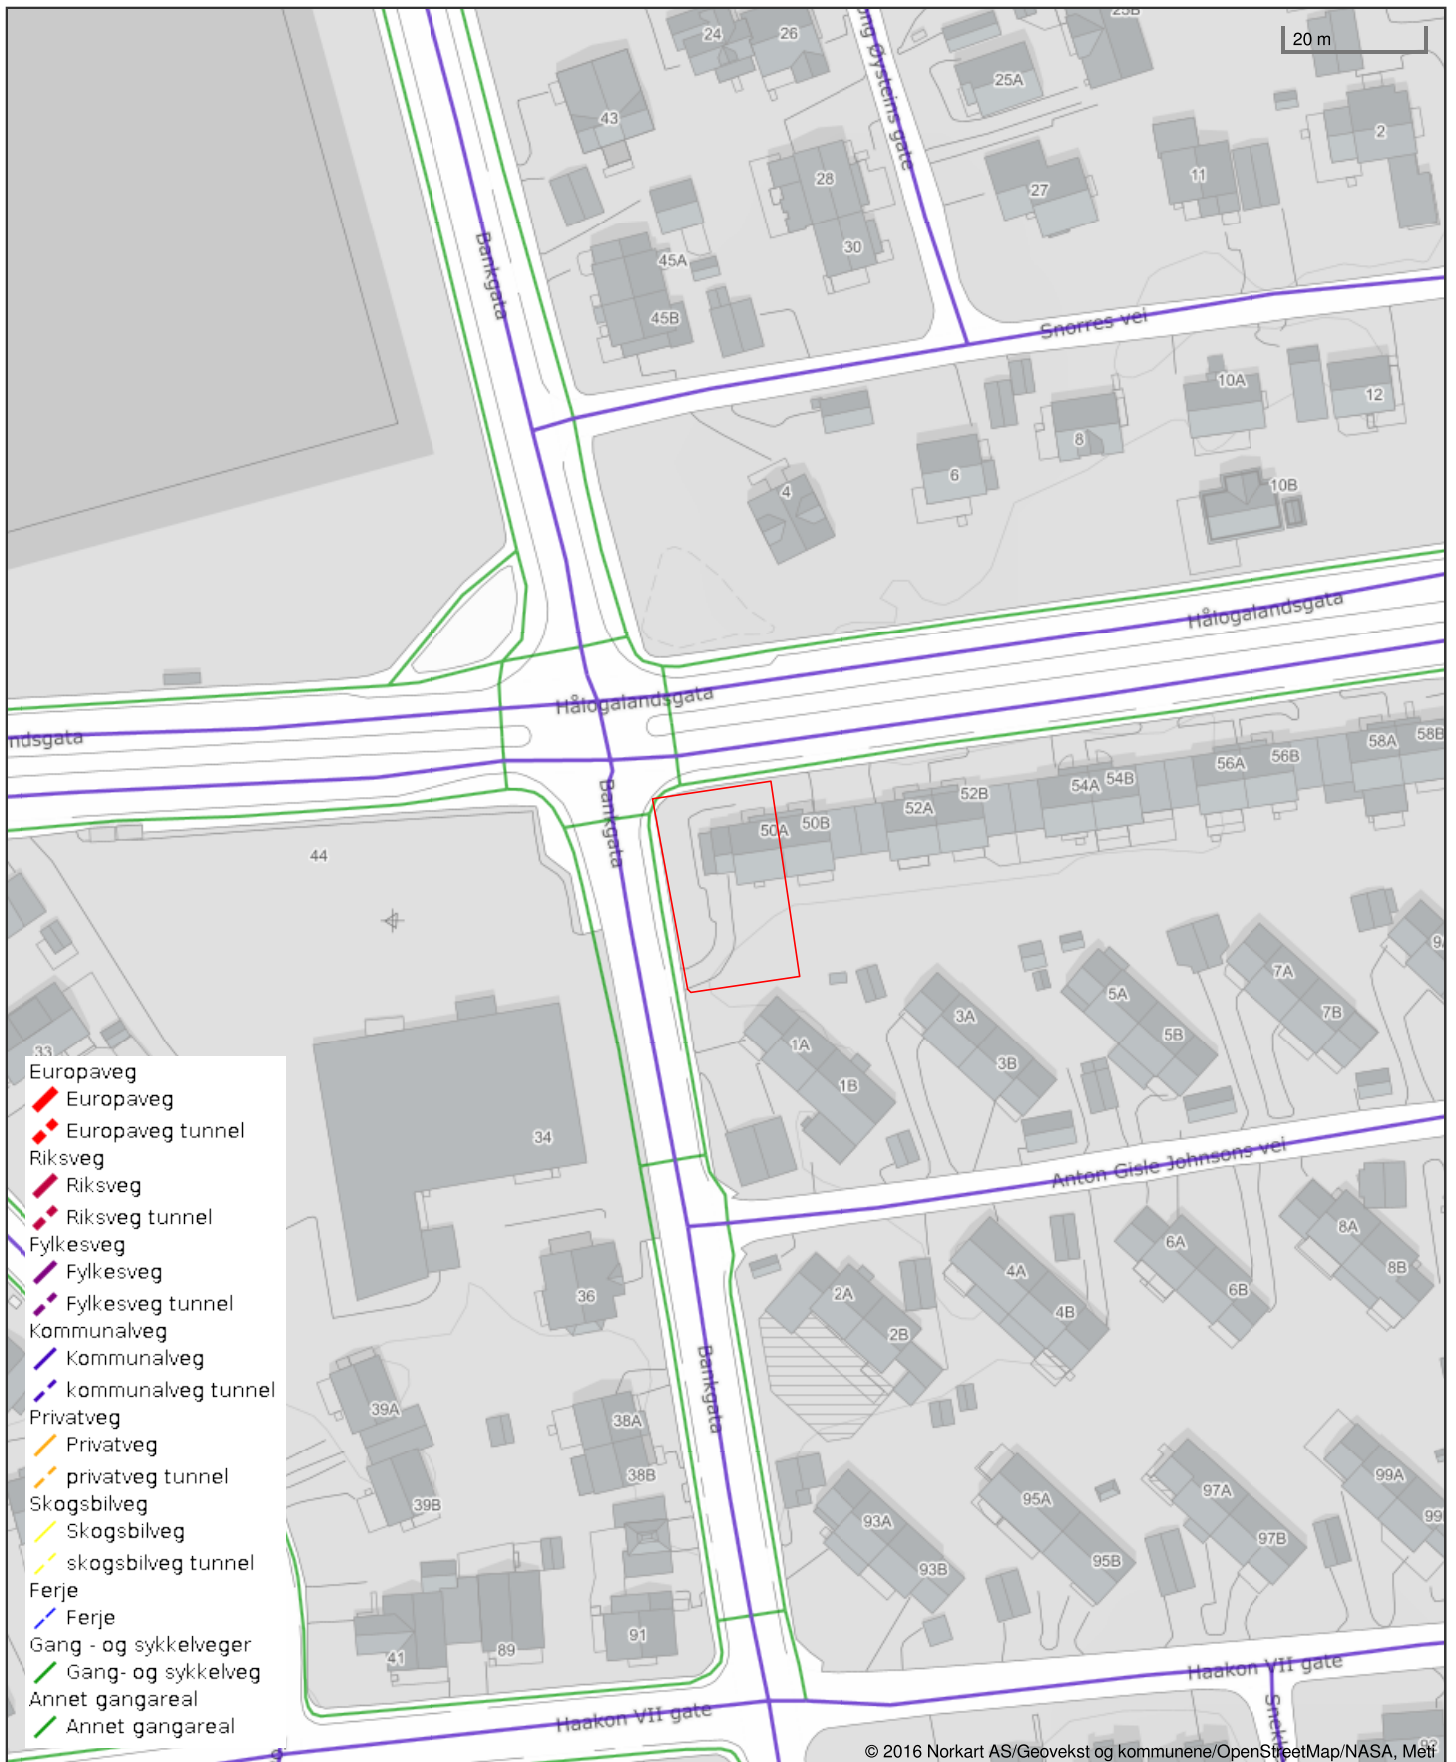 24
26
25B
20 m
ong Øysteins gate
25A
43
2
28
27
11
30
Bankgata
45A
45B
Snorres vei
10A
12
8
4
6
10B
Hålogalandsgata
Hålogalandsgata
ndsgata
58A
58B
56A
56B
54A
54B
52A
52B
50A
50B
Bankgata
44
7A
7B
5A
5B
3A
3B
1A
1B
33
34
Anton Gisle Johnsons vei
8A
8B
6A
6B
4A
4B
2A
2B
36
Bankgata
39A
39B
38A
38B
93A
93B
95A
95B
97A
97B
99A
99
41
89
91
Haakon VII gate
Haakon VII gate
Europaveg
Europaveg
Europaveg tunnel
Riksveg
Riksveg
Riksveg tunnel
Fylkesveg
Fylkesveg
Fylkesveg tunnel
Kommunalveg
Kommunalveg
kommunalveg tunnel
Privatveg
Privatveg
privatveg tunnel
Skogsbilveg
Skogsbilveg
skogsbilveg tunnel
Ferje
Ferje
Gang - og sykkelveger
Gang- og sykkelveg
Annet gangareal
Annet gangareal
© 2016 Norkart AS/Geovekst og kommunene/OpenStreetMap/NASA, Meti